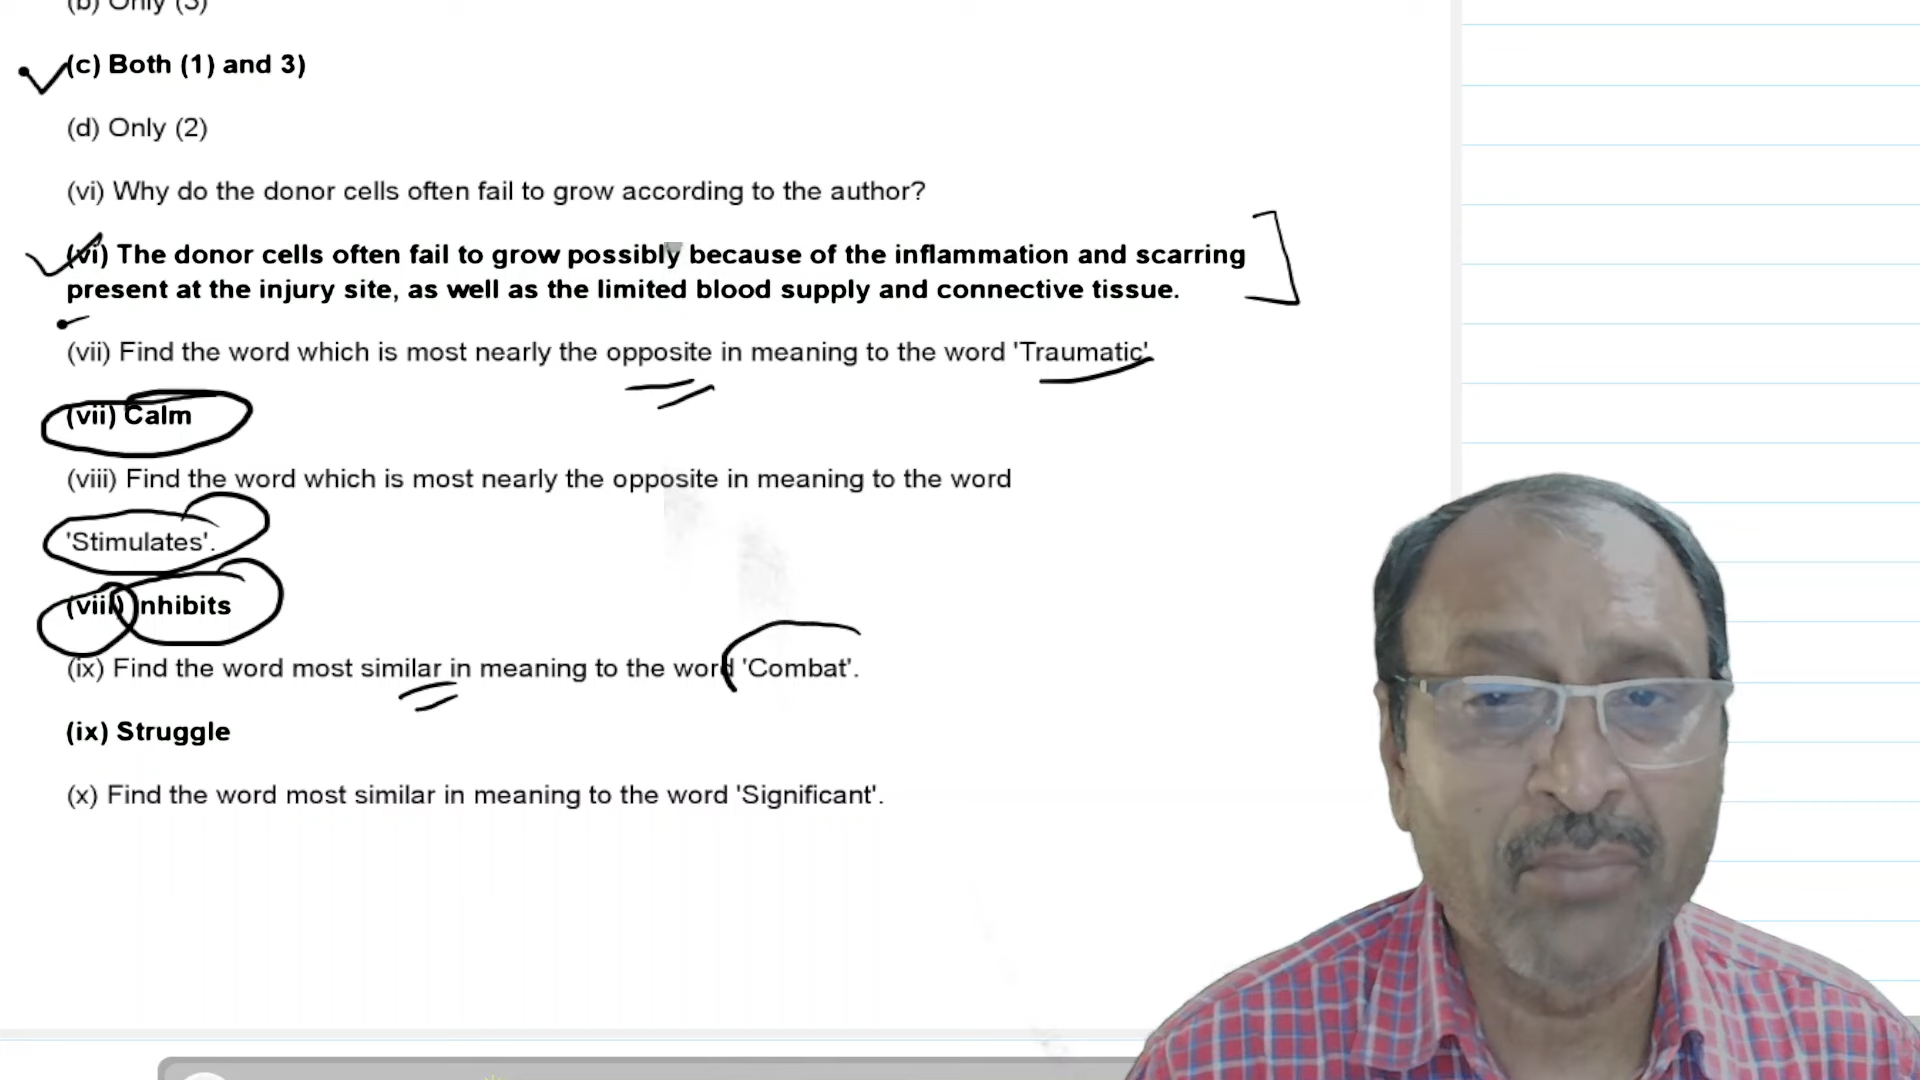 (b) Only (3)
(c) Both (1) and 3)
(d) Only (2)
(vi) Why do the donor cells often fail to grow according to the author?
(vi) The donor cells often fail to grow possibly because of the inflammation and scarring
present at the injury site, as well as the limited blood supply and connective tissue.
(vii) Find the word which is most nearly the opposite in meaning to the word 'Traumatic'
(vii) Calm
(viii) Find the word which is most nearly the opposite in meaning to the word
'Stimulates'.
(viii) Inhibits
(ix) Find the word most similar in meaning to the word 'Combat'.
(ix) Struggle
(x) Find the word most similar in meaning to the word 'Significant'.